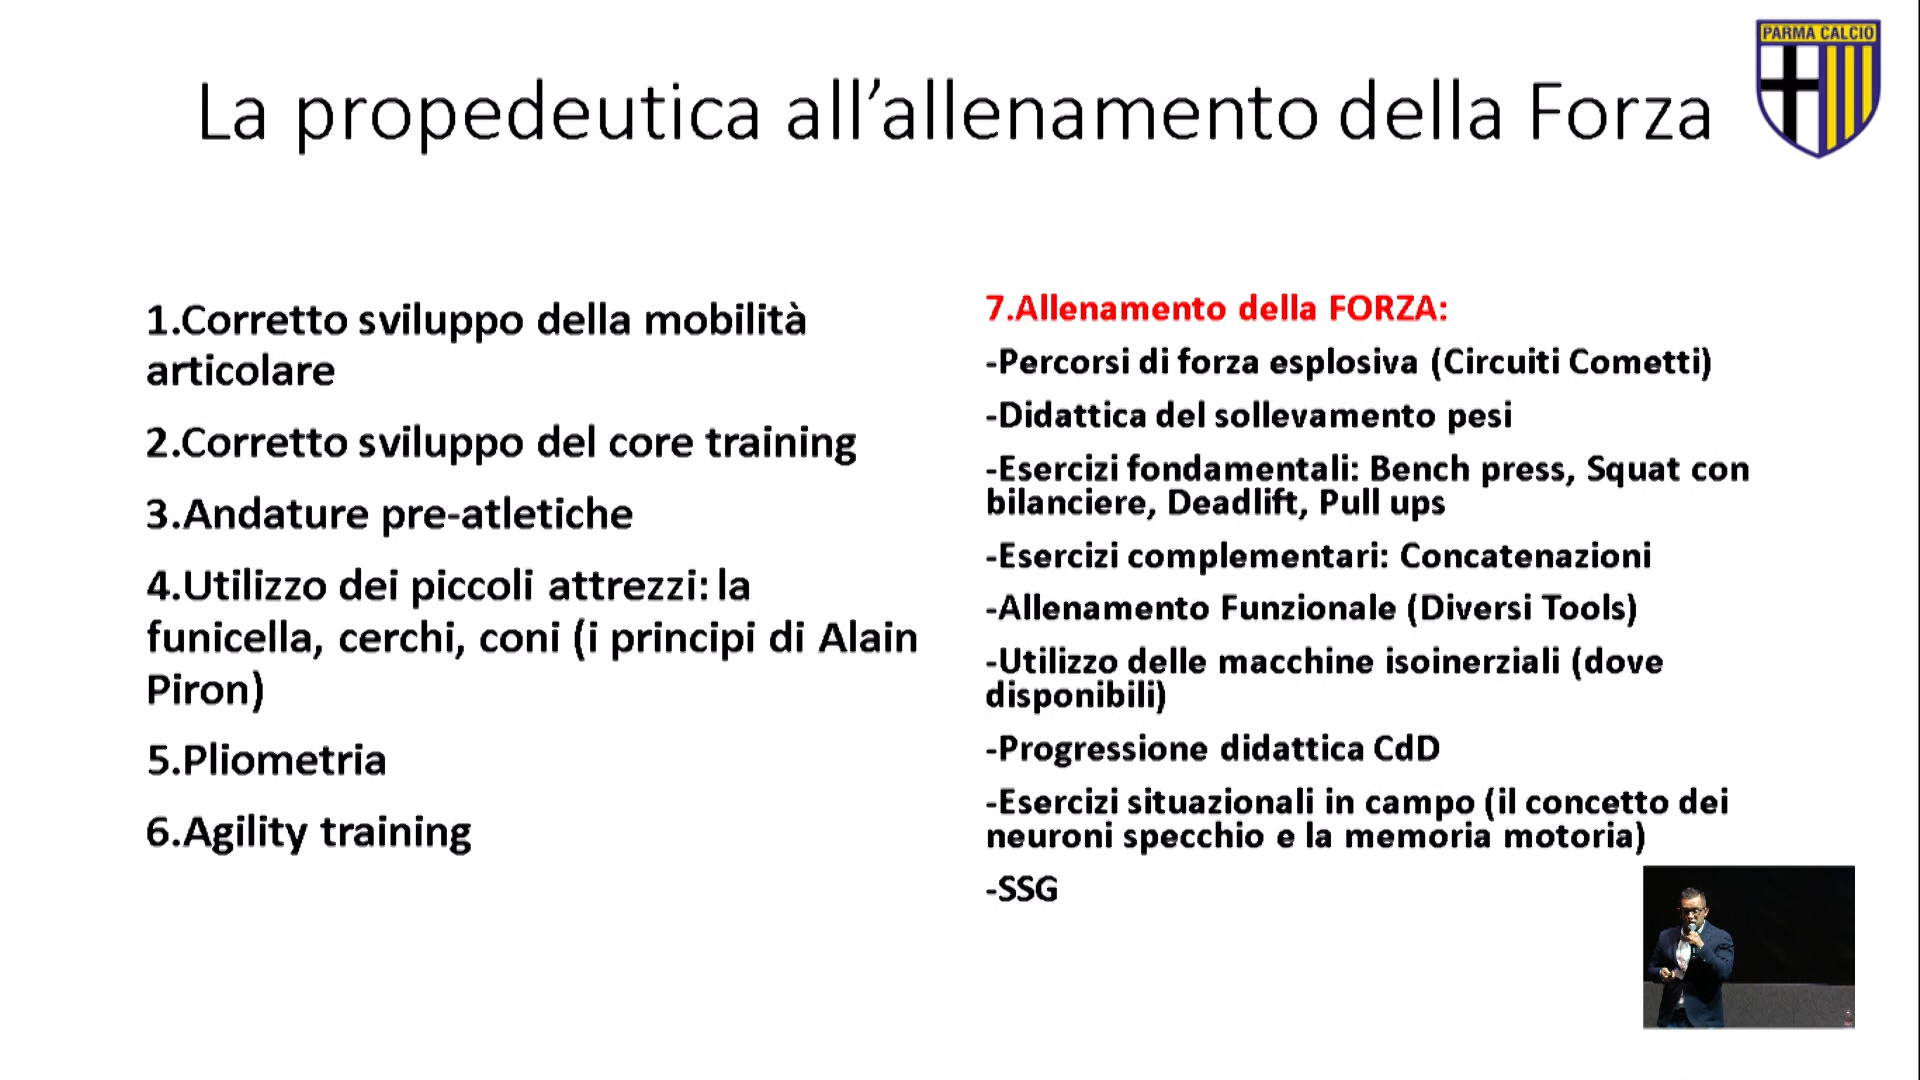 PARMA CALCIO
La propedeutica all’allenamento della Forza
1.Corretto sviluppo della mobilità
articolare
2.Corretto sviluppo del core training
3.Andature pre-atletiche
4.Utilizzo dei piccoli attrezzi: la
funicella, cerchi, coni (i principi di Alain
Piron)
5.Pliometria
6.Agility training
7.Allenamento della FORZA:
-Percorsi di forza esplosiva (Circuiti Cometti)
-Didattica del sollevamento pesi
-Esercizi fondamentali: Bench press, Squat con
bilanciere, Deadlift, Pull ups
-Esercizi complementari: Concatenazioni
-Allenamento Funzionale (Diversi Tools)
-Utilizzo delle macchine isoinerziali (dove
disponibili)
-Progressione didattica CdD
-Esercizi situazionali in campo (il concetto dei
neuroni specchio e la memoria motoria)
-SSG